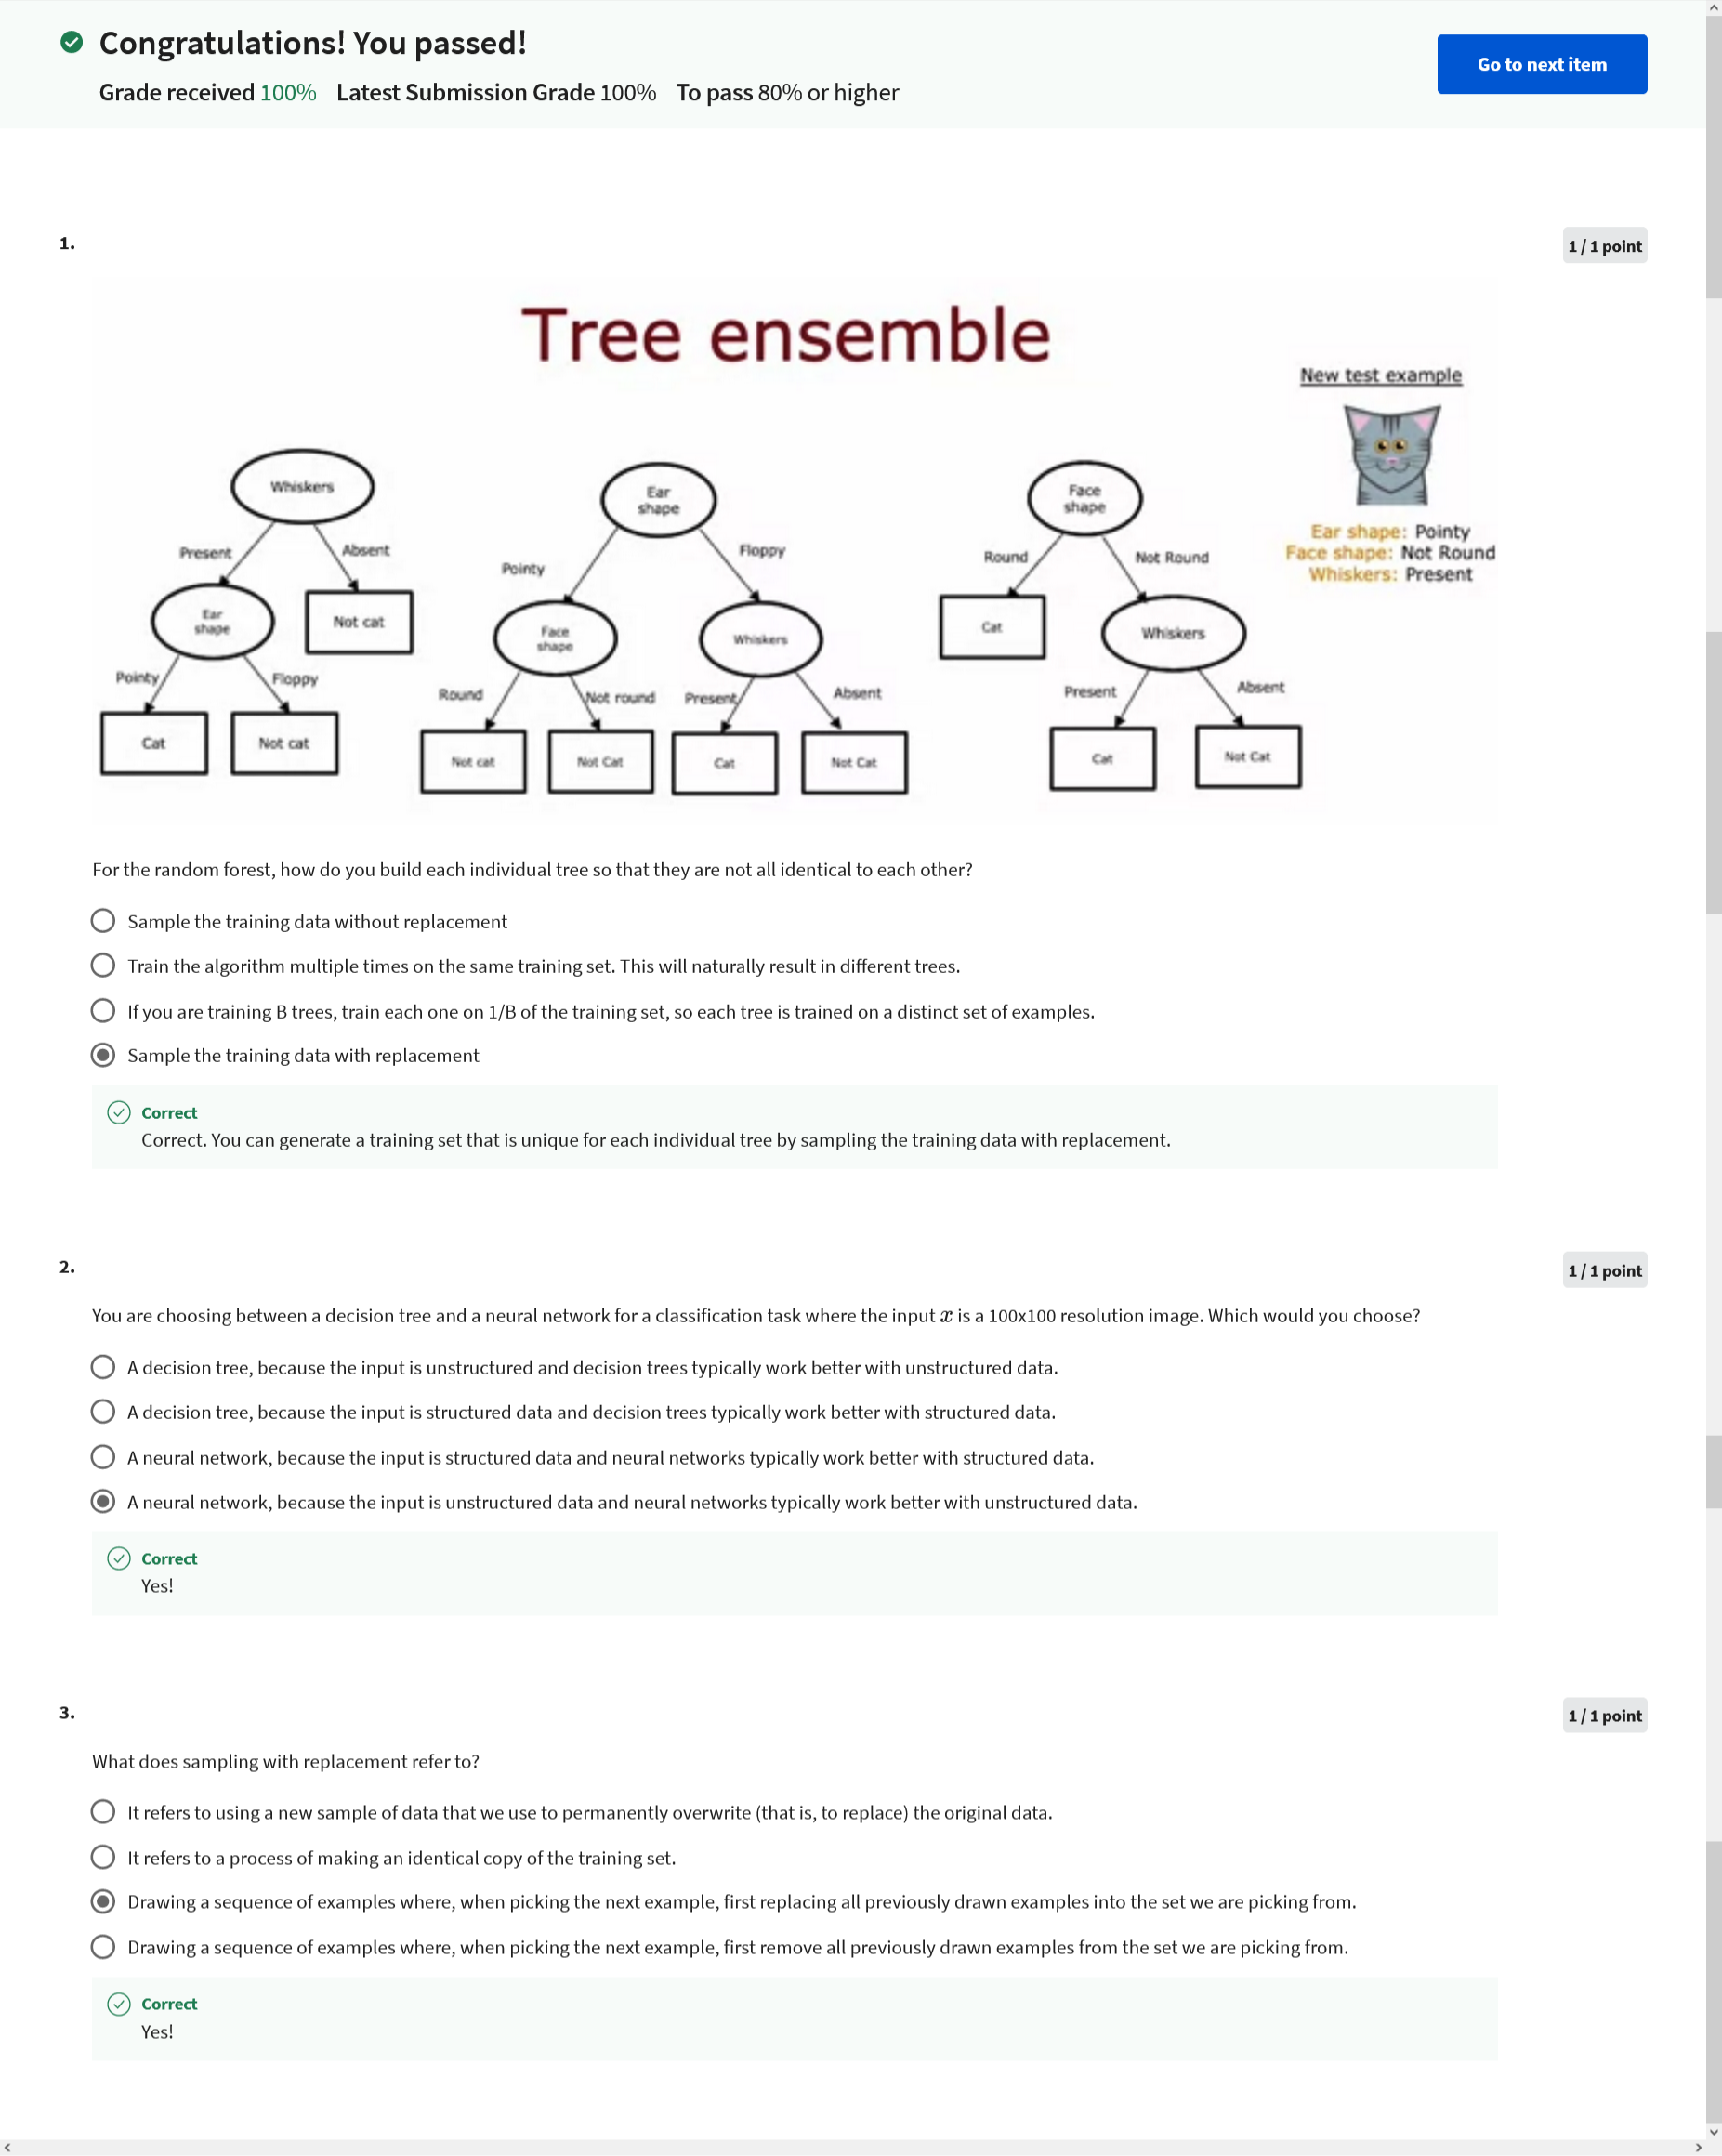 Congratulations! You passed!
Go to next item
Grade received 100% Latest Submission Grade 100% To pass 80% or higher
1.
1 / 1 point
Tree ensemble
New test example
Whiskers
Present
Absent
Ear
shape
Not cat
Pointy
Floppy
Cat
Not cat
Ear
shape
Pointy
Floppy
Face
shape
Whiskers
Round
Not round
Present
Absent
Not cat
Not Cat
Cat
Not Cat
Face
shape
Round
Not Round
Cat
Whiskers
Present
Absent
Cat
Not Cat
Ear shape: Pointy
Face shape: Not Round
Whiskers: Present
For the random forest, how do you build each individual tree so that they are not all identical to each other?
Sample the training data without replacement
Train the algorithm multiple times on the same training set. This will naturally result in different trees.
If you are training B trees, train each one on 1/B of the training set, so each tree is trained on a distinct set of examples.
Sample the training data with replacement
Correct
Correct. You can generate a training set that is unique for each individual tree by sampling the training data with replacement.
2.
1 / 1 point
You are choosing between a decision tree and a neural network for a classification task where the input x is a 100x100 resolution image. Which would you choose?
A decision tree, because the input is unstructured and decision trees typically work better with unstructured data.
A decision tree, because the input is structured data and decision trees typically work better with structured data.
A neural network, because the input is structured data and neural networks typically work better with structured data.
A neural network, because the input is unstructured data and neural networks typically work better with unstructured data.
Correct
Yes!
3.
1 / 1 point
What does sampling with replacement refer to?
It refers to using a new sample of data that we use to permanently overwrite (that is, to replace) the original data.
It refers to a process of making an identical copy of the training set.
Drawing a sequence of examples where, when picking the next example, first replacing all previously drawn examples into the set we are picking from.
Drawing a sequence of examples where, when picking the next example, first remove all previously drawn examples from the set we are picking from.
Correct
Yes!